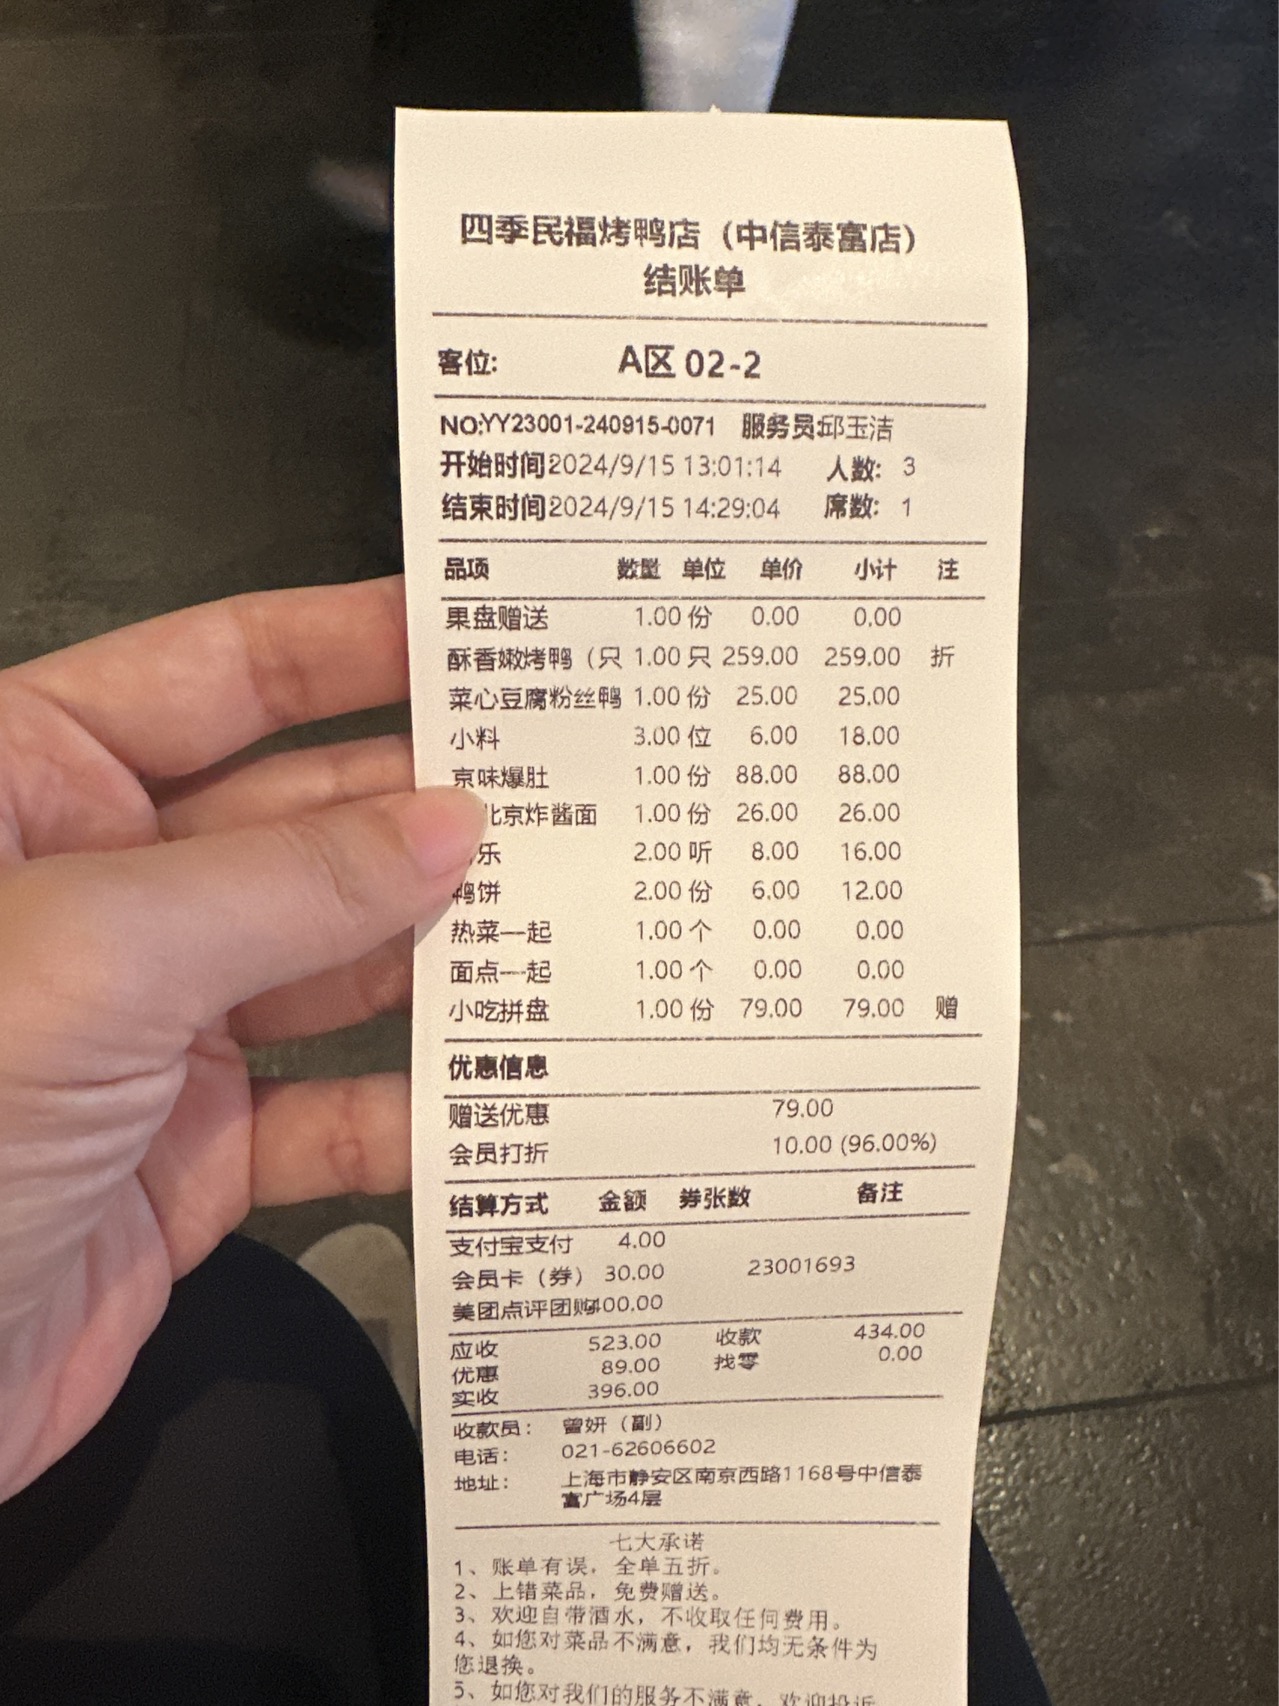 四季民福烤鸭店（中信泰富店）
结账单
客位: A区 02-2
NO:YY23001-240915-0071 服务员:邱玉洁
开始时间2024/9/15 13:01:14 人数: 3
结束时间2024/9/15 14:29:04 席数: 1
品项 数量 单位 单价 小计 注
果盘赠送 1.00 份 0.00 0.00
酥香嫩烤鸭（只 1.00 只 259.00 259.00 折
菜心豆腐粉丝鸭 1.00 份 25.00 25.00
小料 3.00 位 6.00 18.00
京味爆肚 1.00 份 88.00 88.00
北京炸酱面 1.00 份 26.00 26.00
乐 2.00 听 8.00 16.00
鸭饼 2.00 份 6.00 12.00
热菜一起 1.00 个 0.00 0.00
面点一起 1.00 个 0.00 0.00
小吃拼盘 1.00 份 79.00 79.00 赠
优惠信息
赠送优惠 79.00
会员打折 10.00 (96.00%)
结算方式 金额 券张数 备注
支付宝支付 4.00
会员卡（券） 30.00 23001693
美团点评团购400.00
应收 523.00 收款 434.00
优惠 89.00 找零 0.00
实收 396.00
收款员: 曾妍（副）
电话: 021-62606602
地址: 上海市静安区南京西路1168号中信泰
富广场4层
七大承诺
1、账单有误，全单五折。
2、上错菜品，免费赠送。
3、欢迎自带酒水，不收取任何费用。
4、如您对菜品不满意，我们均无条件为
您退换。
5、如您对我们的服务不满意，欢迎投诉